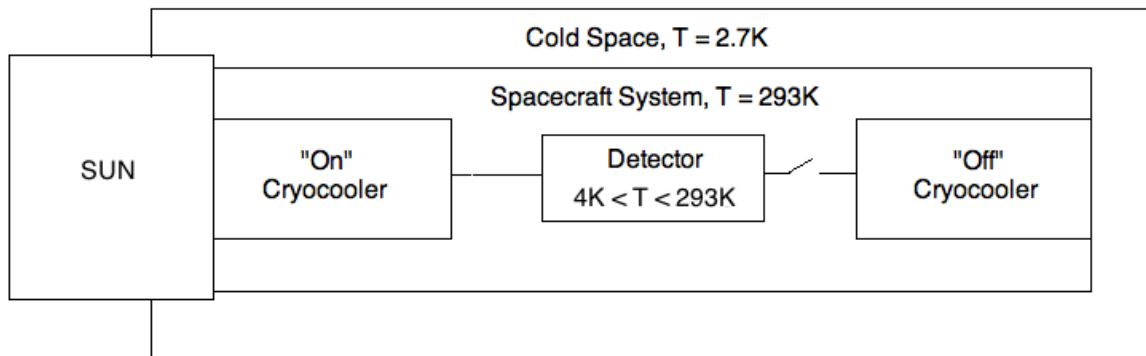 Cold Space, T = 2.7K
Spacecraft System, T = 293K
SUN
"On"
Cryocooler
Detector
4K < T < 293K
"Off"
Cryocooler